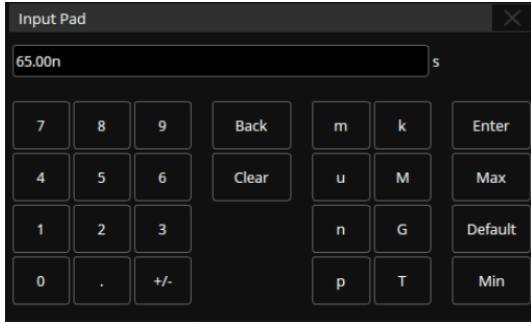 Input Pad
65.00n s
7 8 9 Back m k Enter
4 5 6 Clear u M Max
1 2 3 n G Default
0 . +/- p T Min